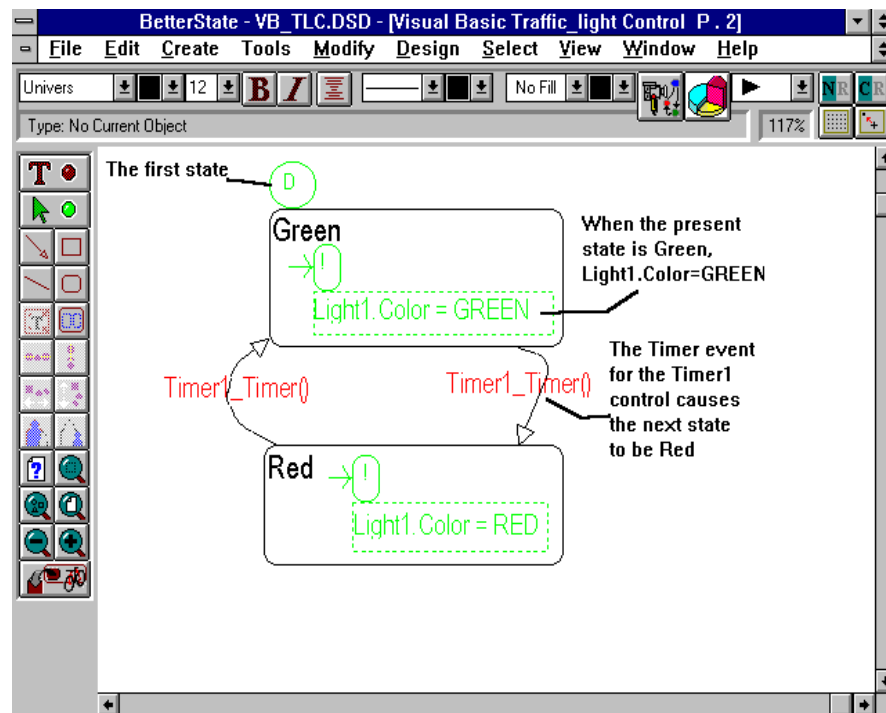 BetterState - VB_TLC.DSD - [Visual Basic Traffic_light Control P . 2]
File Edit Create Tools Modify Design Select View Window Help
Univers 12 B I No Fill NR CR
Type: No Current Object 117%
T
The first state
D
Green
!
Light1.Color = GREEN
When the present
state is Green,
Light1.Color=GREEN
Timer1_Timer()
Timer1_Timer()
The Timer event
for the Timer1
control causes
the next state
to be Red
Red
!
Light1.Color = RED
?